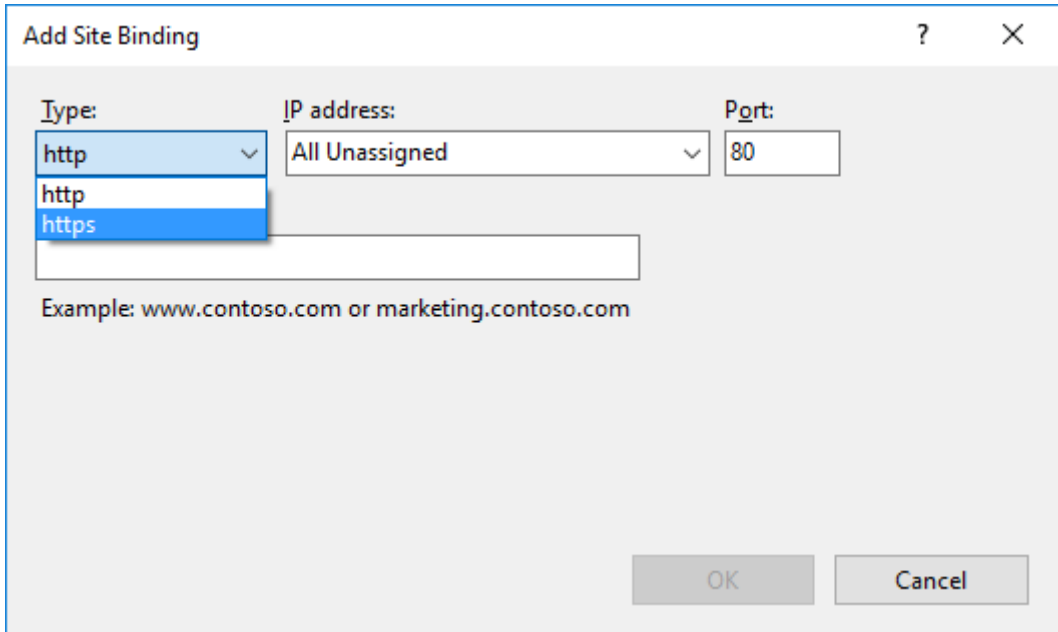 Add Site Binding ?
Type: IP address: Port:
http All Unassigned 80
http
https
Example: www.contoso.com or marketing.contoso.com
OK Cancel